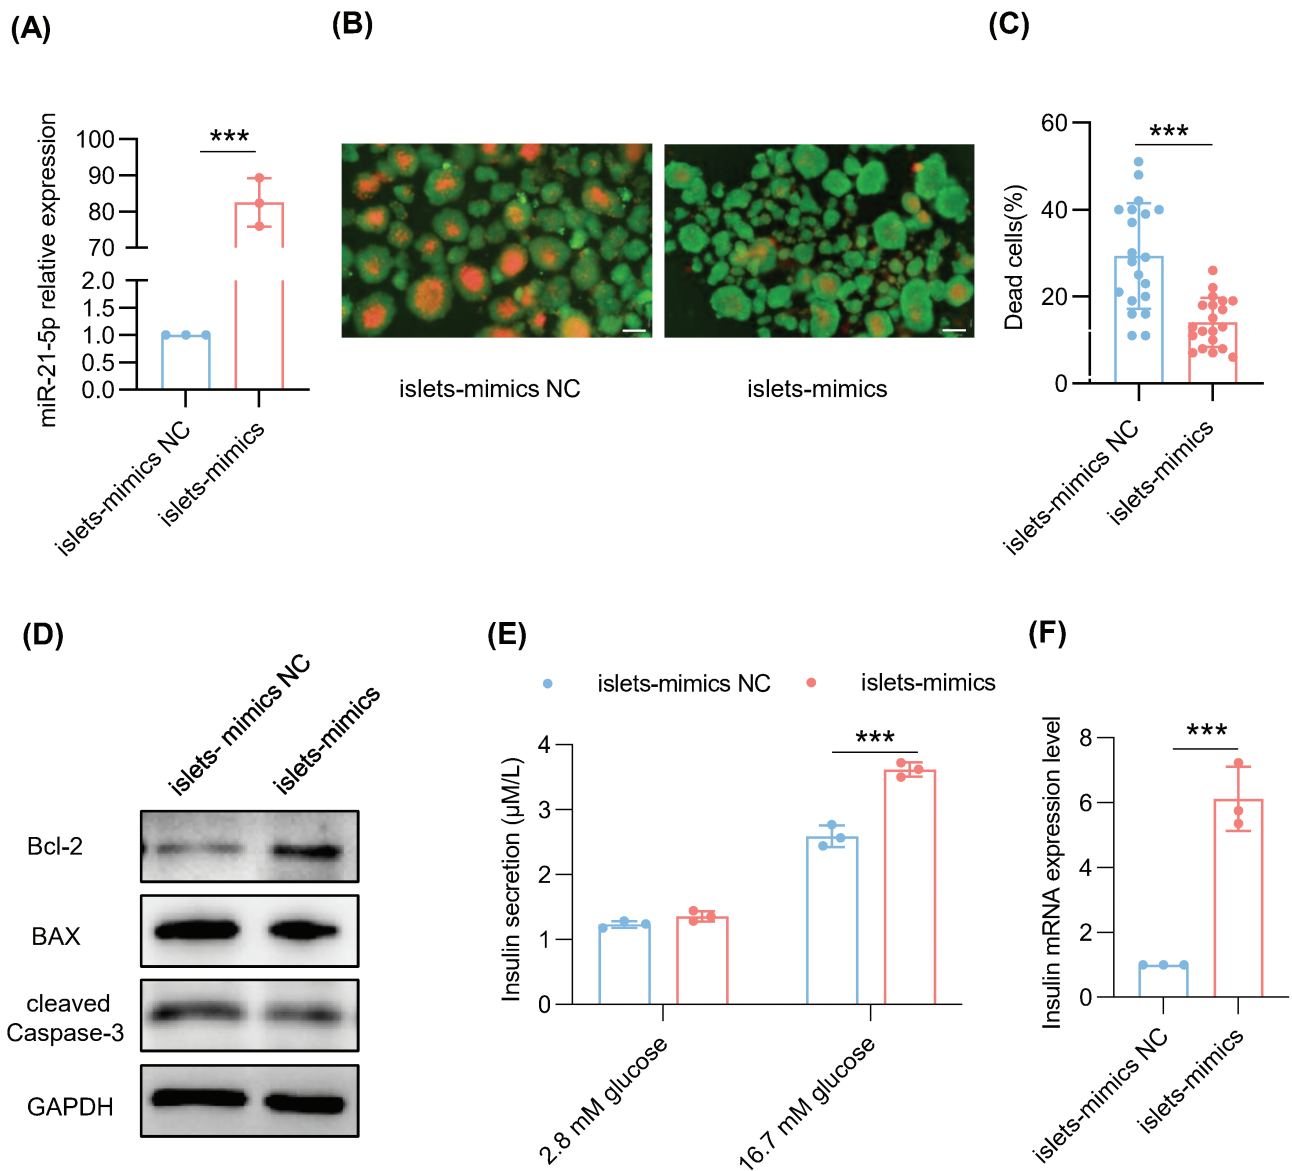 (A)
miR-21-5p relative expression
100
90
80
70
2.0
1.5
1.0
0.5
0.0
***
islets-mimics NC
islets-mimics
(B)
islets-mimics NC
islets-mimics
(C)
Dead cells(%)
60
40
20
0
***
islets-mimics NC
islets-mimics
(D)
islets- mimics NC
islets-mimics
Bcl-2
BAX
cleaved
Caspase-3
GAPDH
(E)
islets-mimics NC
islets-mimics
Insulin secretion (μM/L)
4
3
2
1
0
***
2.8 mM glucose
16.7 mM glucose
(F)
Insulin mRNA expression level
8
6
4
2
0
***
islets-mimics NC
islets-mimics